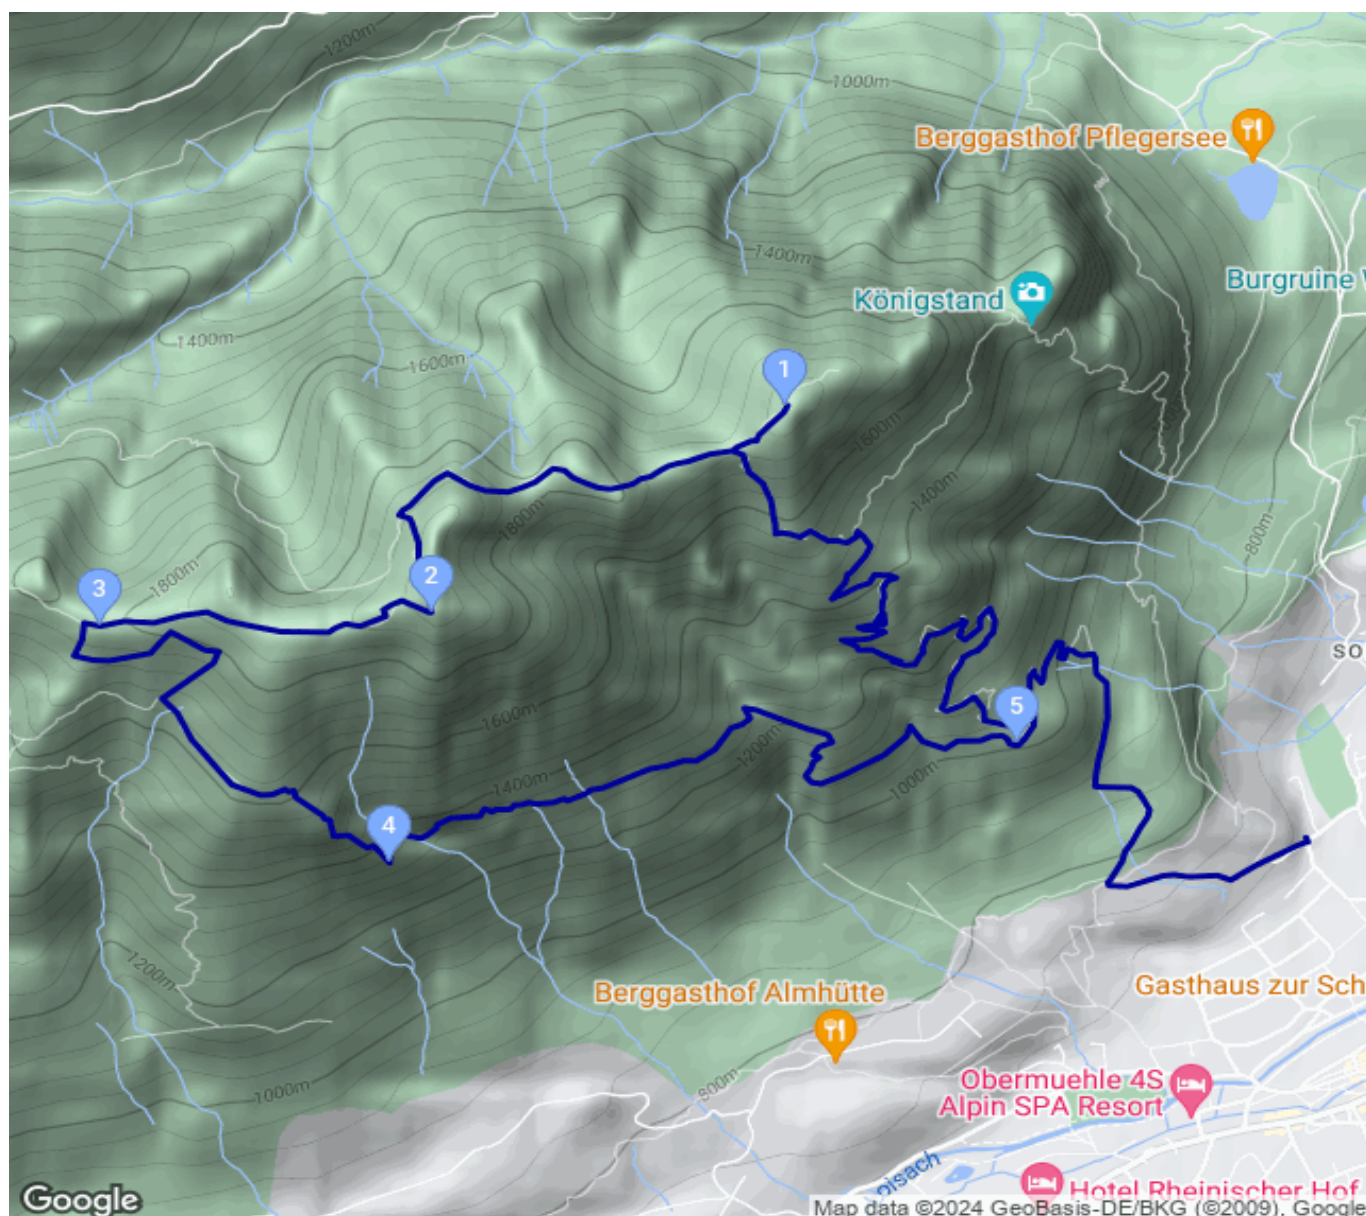 1200m
1000m
Berggasthof Pflegersee
1400m
Burgruine
Königstand
1400m
1600m
1
1600m
1400m
1800m
800m
2
1800m
3
so
5
1600m
1200m
1400m
1000m
4
1200m
Gasthaus zur Sch
Berggasthof Almhütte
1000m
800m
Obermuehle 4S
Alpin SPA Resort
oisach
Hotel Rheinischer Hof
Google
Map data ©2024 GeoBasis-DE/BKG (©2009), Google